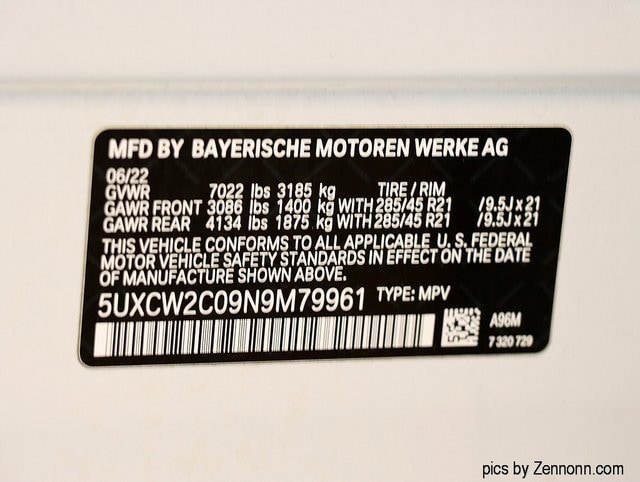 MFD BY BAYERISCHE MOTOREN WERKE AG
06/22
GVWR 7022 lbs 3185 kg TIRE / RIM
GAWR FRONT 3086 lbs 1400 kg WITH 285/45 R21 /9.5J x 21
GAWR REAR 4134 lbs 1875 kg WITH 285/45 R21 /9.5J x 21
THIS VEHICLE CONFORMS TO ALL APPLICABLE U. S. FEDERAL
MOTOR VEHICLE SAFETY STANDARDS IN EFFECT ON THE DATE
OF MANUFACTURE SHOWN ABOVE.
5UXCW2C09N9M79961 TYPE: MPV
A96M
7 320 729
pics by Zennonn.com